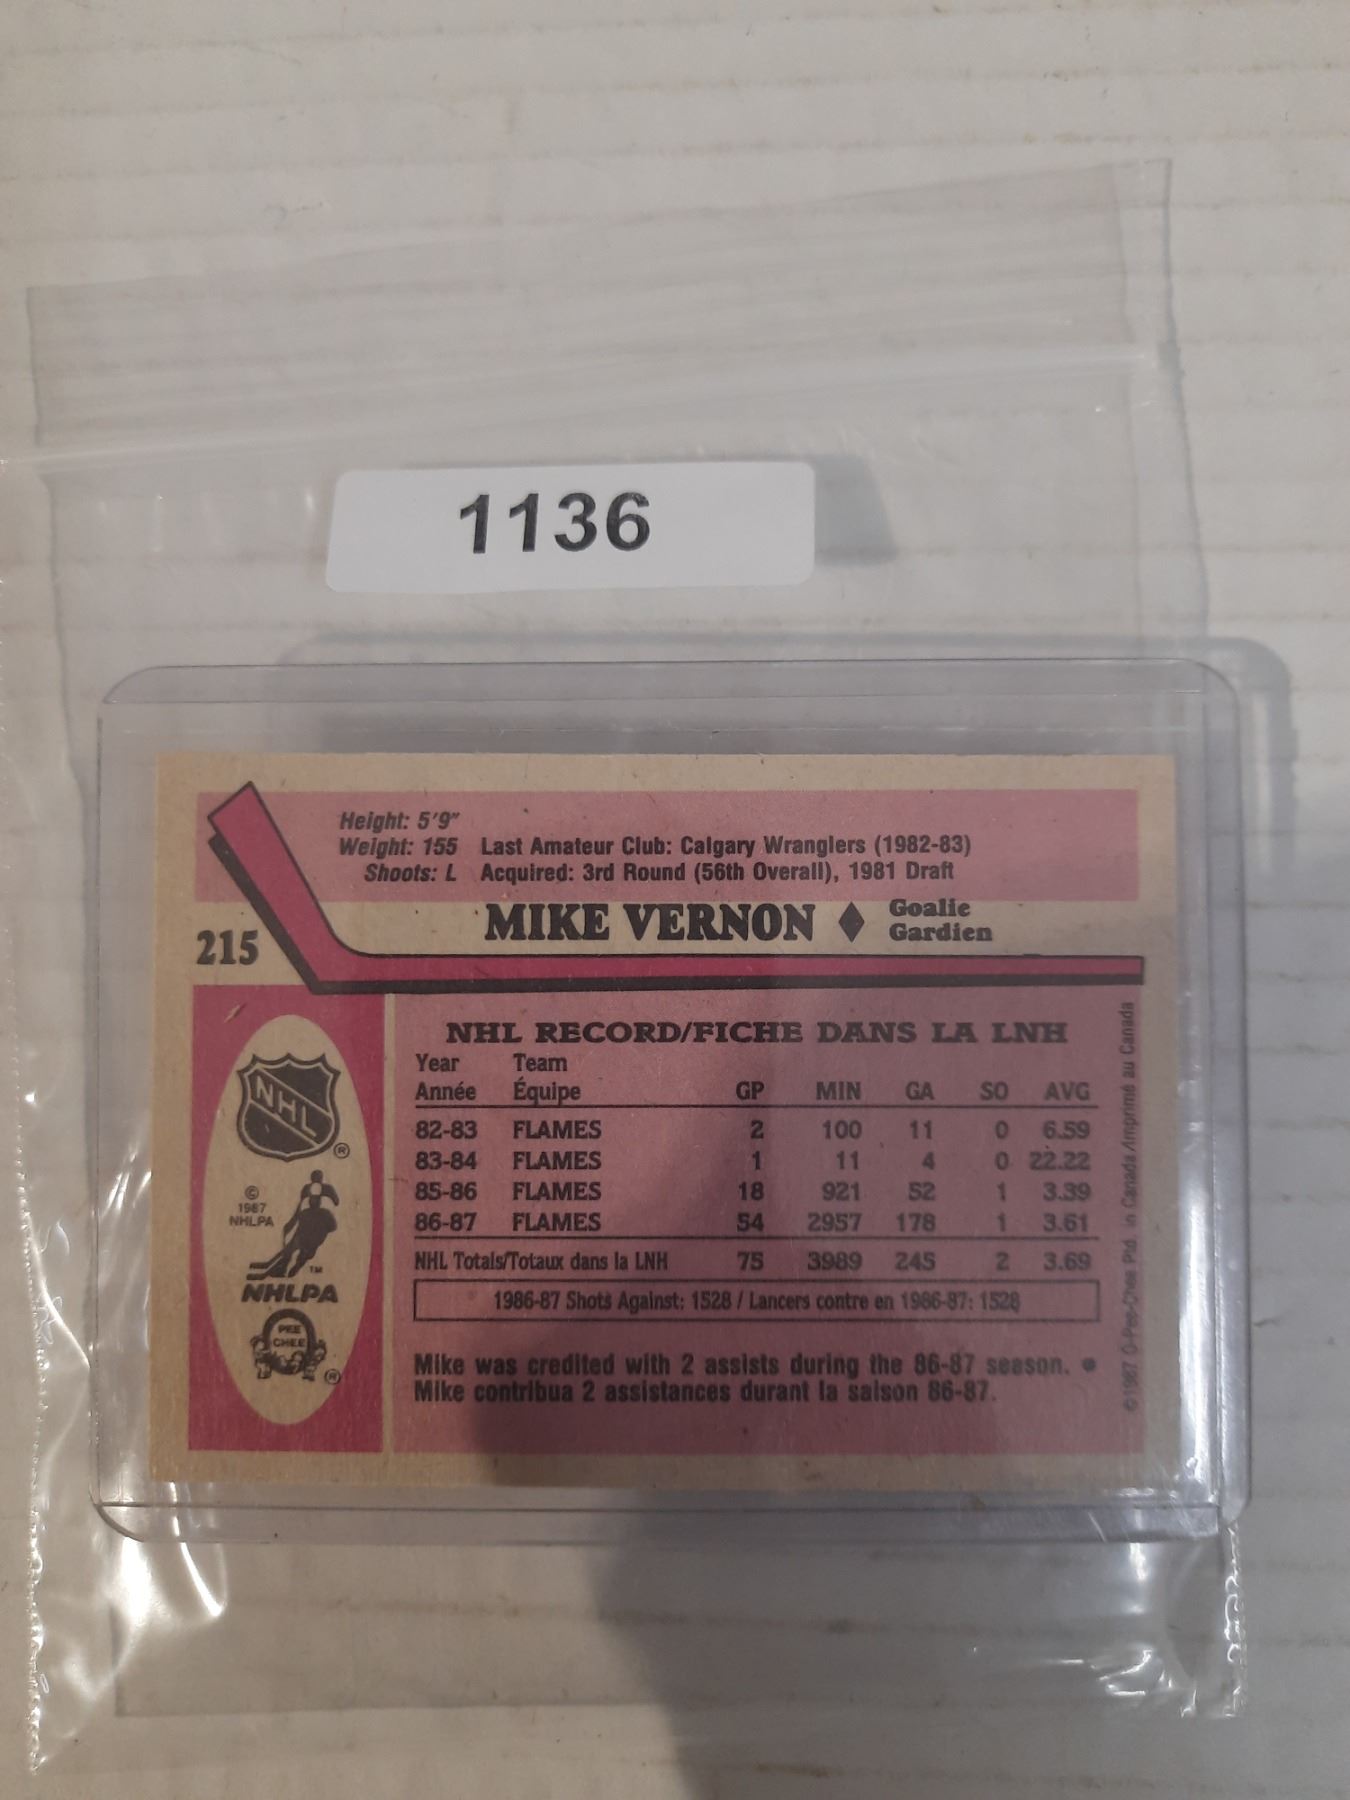 1136
Height: 5'9"
Weight: 155 Last Amateur Club: Calgary Wranglers (1982-83)
Shoots: L Acquired: 3rd Round (56th Overall), 1981 Draft
215
MIKE VERNON ♦ Goalie
Gardien
NHL
®
©
1987
NHLPA
TM
NHLPA
PEE
CHEE
®
NHL RECORD/FICHE DANS LA LNH
Year Team
Année Équipe GP MIN GA SO AVG
82-83 FLAMES 2 100 11 0 6.59
83-84 FLAMES 1 11 4 0 22.22
85-86 FLAMES 18 921 52 1 3.39
86-87 FLAMES 54 2957 178 1 3.61
NHL Totals/Totaux dans la LNH 75 3989 245 2 3.69
1986-87 Shots Against: 1528 / Lancers contre en 1986-87: 1528
Mike was credited with 2 assists during the 86-87 season. •
Mike contribua 2 assistances durant la saison 86-87.
©1987 O-Pee-Chee Ptd. in Canada/Imprimé au Canada